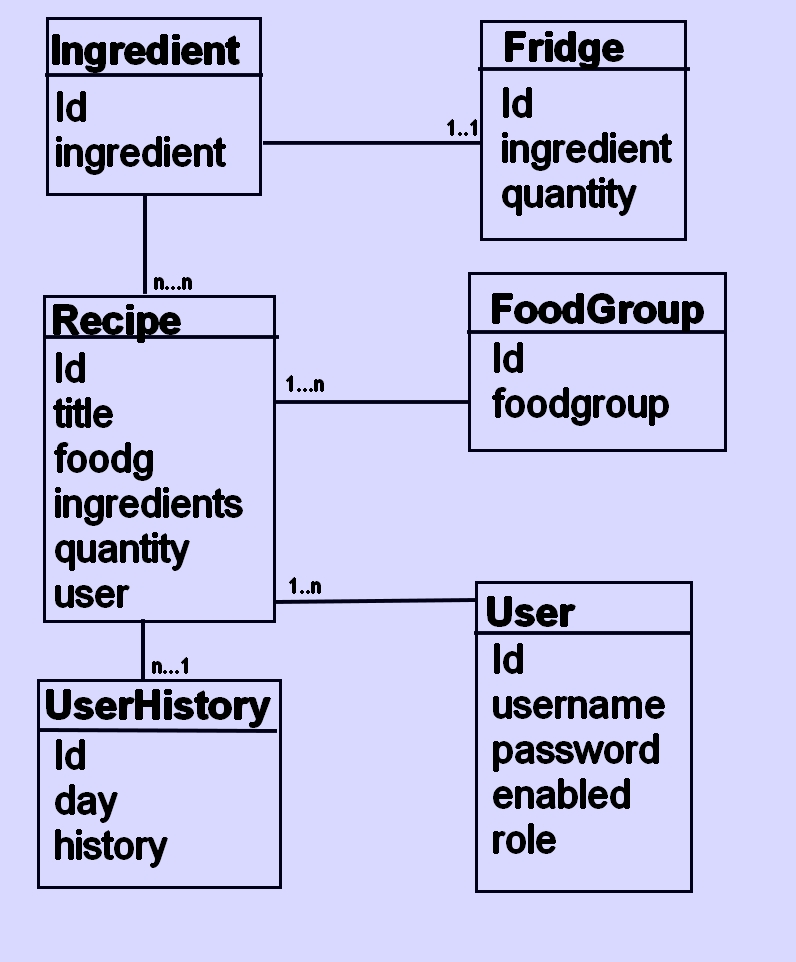 Ingredient
Id
ingredient
1..1
Fridge
Id
ingredient
quantity
n...n
Recipe
Id
title
foodg
ingredients
quantity
user
1...n
FoodGroup
Id
foodgroup
1..n
User
Id
username
password
enabled
role
n...1
UserHistory
Id
day
history